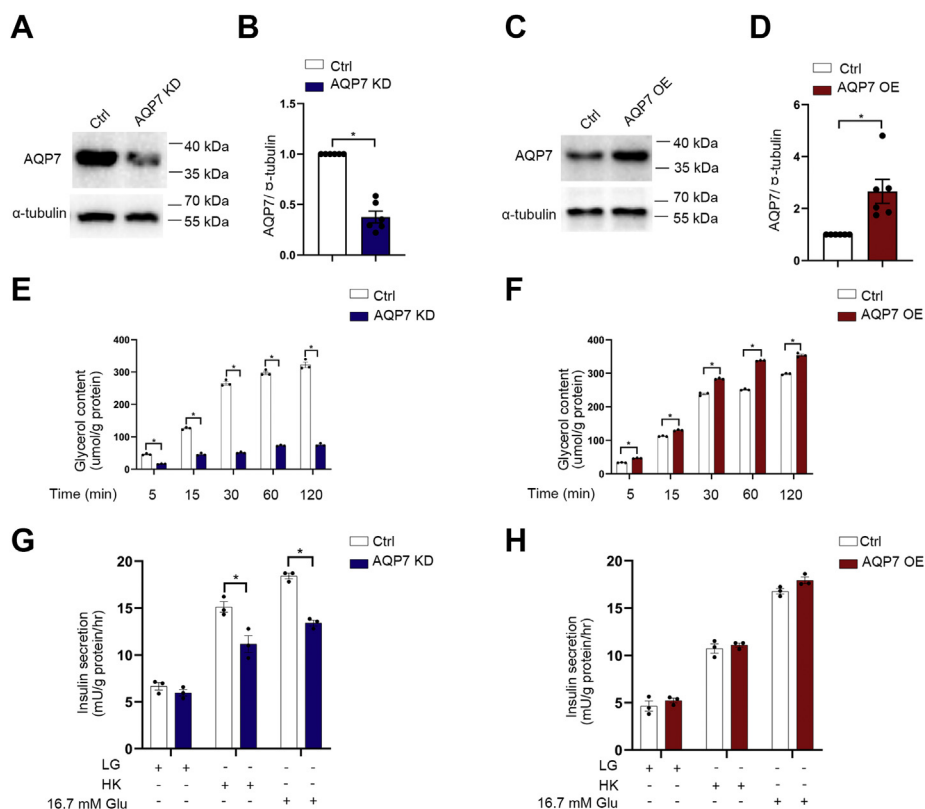 A
Ctrl
AQP7 KD
AQP7
40 kDa
35 kDa
α-tubulin
70 kDa
55 kDa
B
Ctrl
AQP7 KD
AQP7/ ʊ-tubulin
1.5
1.0
0.5
0.0
*
C
Ctrl
AQP7 OE
AQP7
40 kDa
35 kDa
α-tubulin
70 kDa
55 kDa
D
Ctrl
AQP7 OE
AQP7/ ʊ-tubulin
6
4
2
0
*
E
Ctrl
AQP7 KD
Glycerol content
(umol/g protein)
400
300
200
100
0
* * * * *
Time (min) 5 15 30 60 120
F
Ctrl
AQP7 OE
Glycerol content
(umol/g protein)
400
300
200
100
0
* * * * *
Time (min) 5 15 30 60 120
G
Ctrl
AQP7 KD
Insulin secretion
(mU/g protein/hr)
20
15
10
5
0
* *
LG + + - - - -
HK - - + + - -
16.7 mM Glu - - - - + +
H
Ctrl
AQP7 OE
Insulin secretion
(mU/g protein/hr)
20
15
10
5
0
LG + + - - - -
HK - - + + - -
16.7 mM Glu - - - - + +